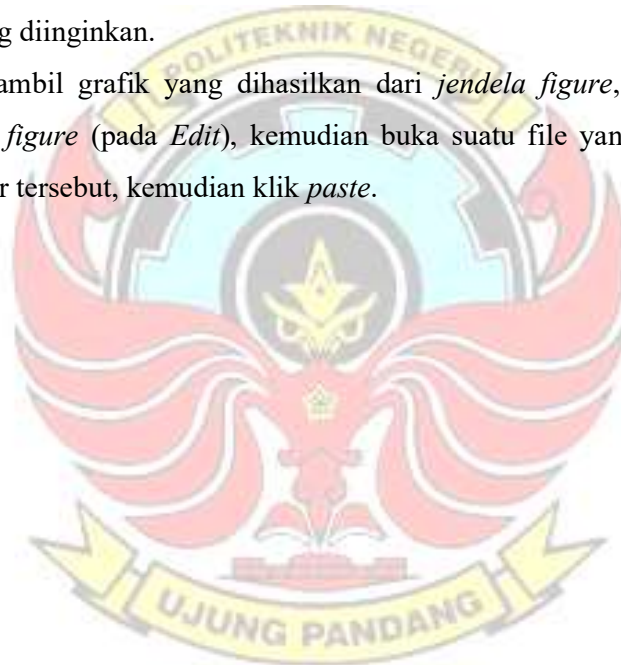 g diinginkan.
ambil grafik yang dihasilkan dari jendela figure,
figure (pada Edit), kemudian buka suatu file yan
r tersebut, kemudian klik paste.
POLITEKNIK NEGERI
UJUNG PANDANG